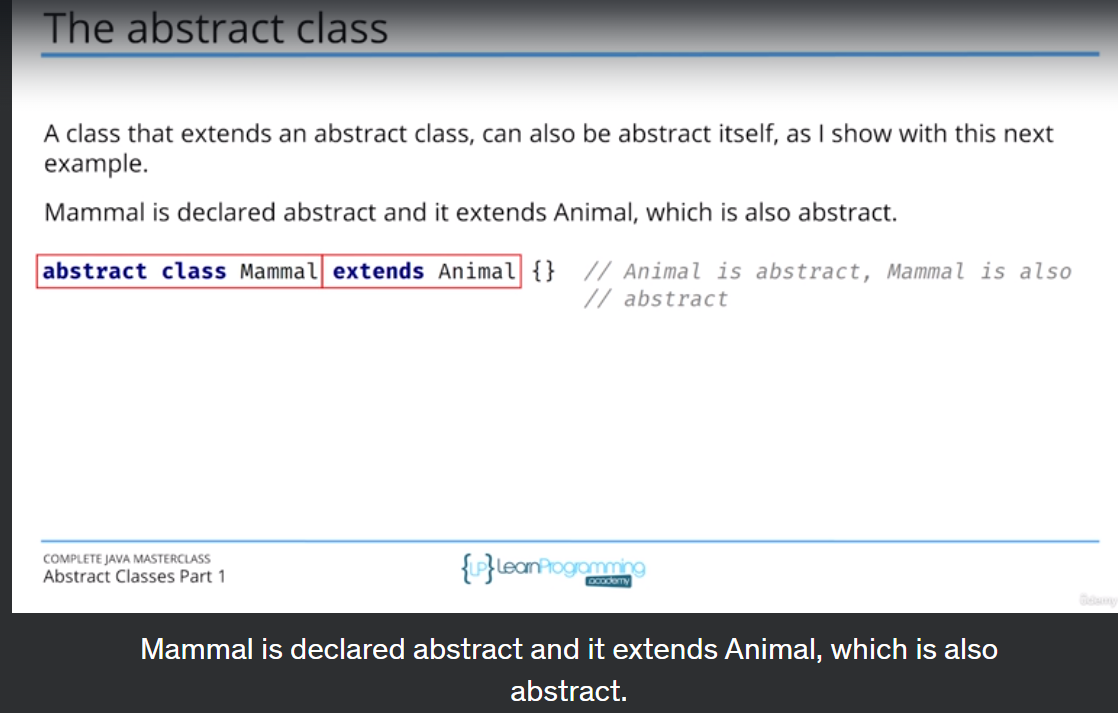 The abstract class
A class that extends an abstract class, can also be abstract itself, as I show with this next
example.
Mammal is declared abstract and it extends Animal, which is also abstract.
abstract class Mammal extends Animal {} // Animal is abstract, Mammal is also
// abstract
COMPLETE JAVA MASTERCLASS
Abstract Classes Part 1
{LP} LearnProgramming
academy
Udemy
Mammal is declared abstract and it extends Animal, which is also
abstract.